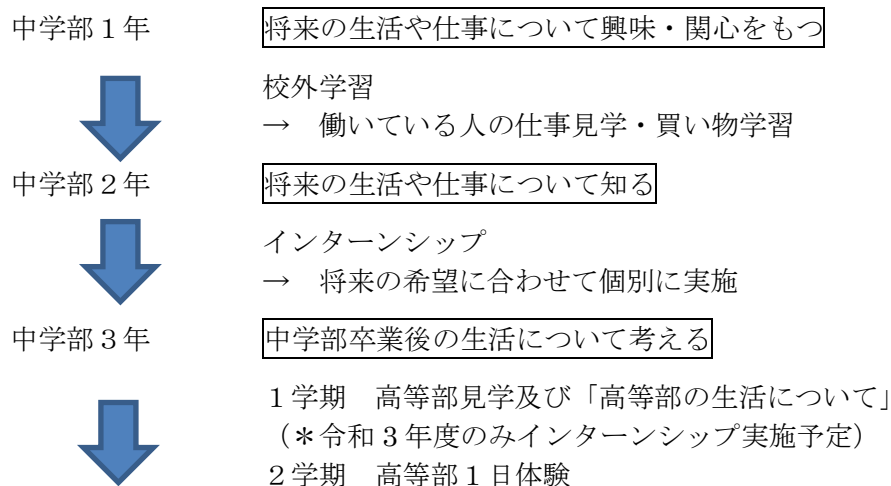 中学部１年 将来の生活や仕事について興味・関心をもつ
校外学習
→ 働いている人の仕事見学・買い物学習
中学部２年 将来の生活や仕事について知る
インターンシップ
→ 将来の希望に合わせて個別に実施
中学部３年 中学部卒業後の生活について考える
１学期 高等部見学及び「高等部の生活について」
（＊令和３年度のみインターンシップ実施予定）
２学期 高等部１日体験